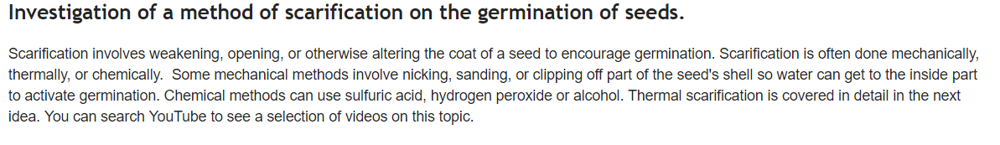 Investigation of a method of scarification on the germination of seeds.
Scarification involves weakening, opening, or otherwise altering the coat of a seed to encourage germination. Scarification is often done mechanically,
thermally, or chemically.  Some mechanical methods involve nicking, sanding, or clipping off part of the seed's shell so water can get to the inside part
to activate germination. Chemical methods can use sulfuric acid, hydrogen peroxide or alcohol. Thermal scarification is covered in detail in the next
idea. You can search YouTube to see a selection of videos on this topic.